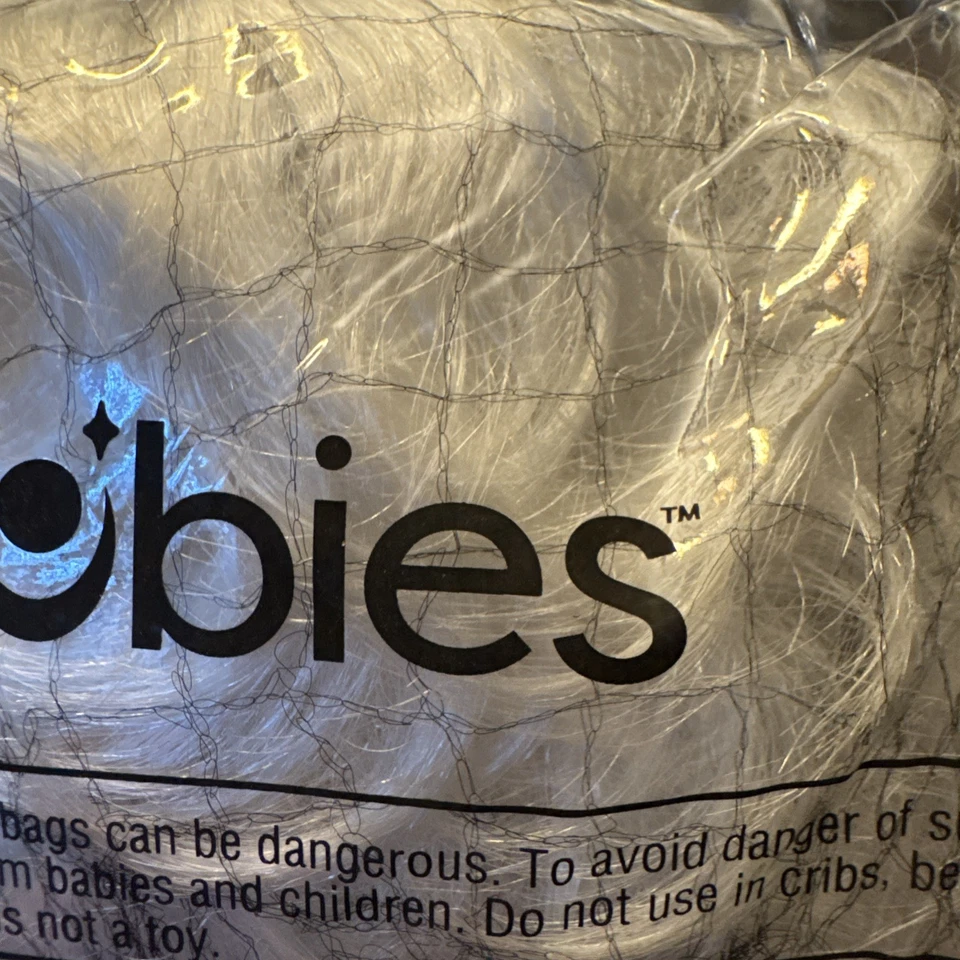 bies™
bags can be dangerous. To avoid danger of
babies and children. Do not use in cribs,
not a toy.